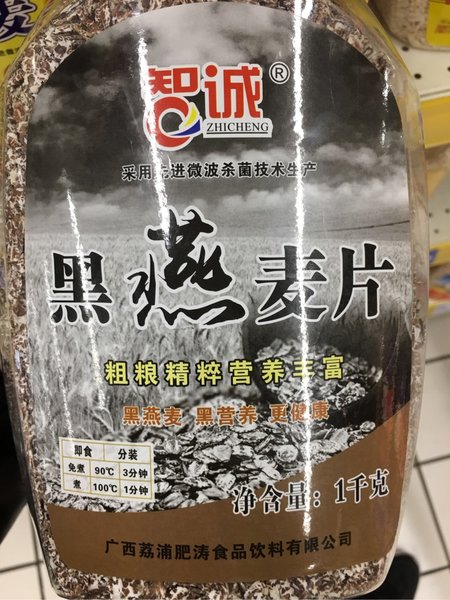 智诚®
ZHICHENG
采用先进微波杀菌技术生产
黑燕麦片
粗粮精粹营养丰富
黑燕麦 黑营养 更健康
即食 分装
免煮 90℃ 3分钟
煮 100℃ 1分钟
净含量：1千克
广西荔浦肥涛食品饮料有限公司